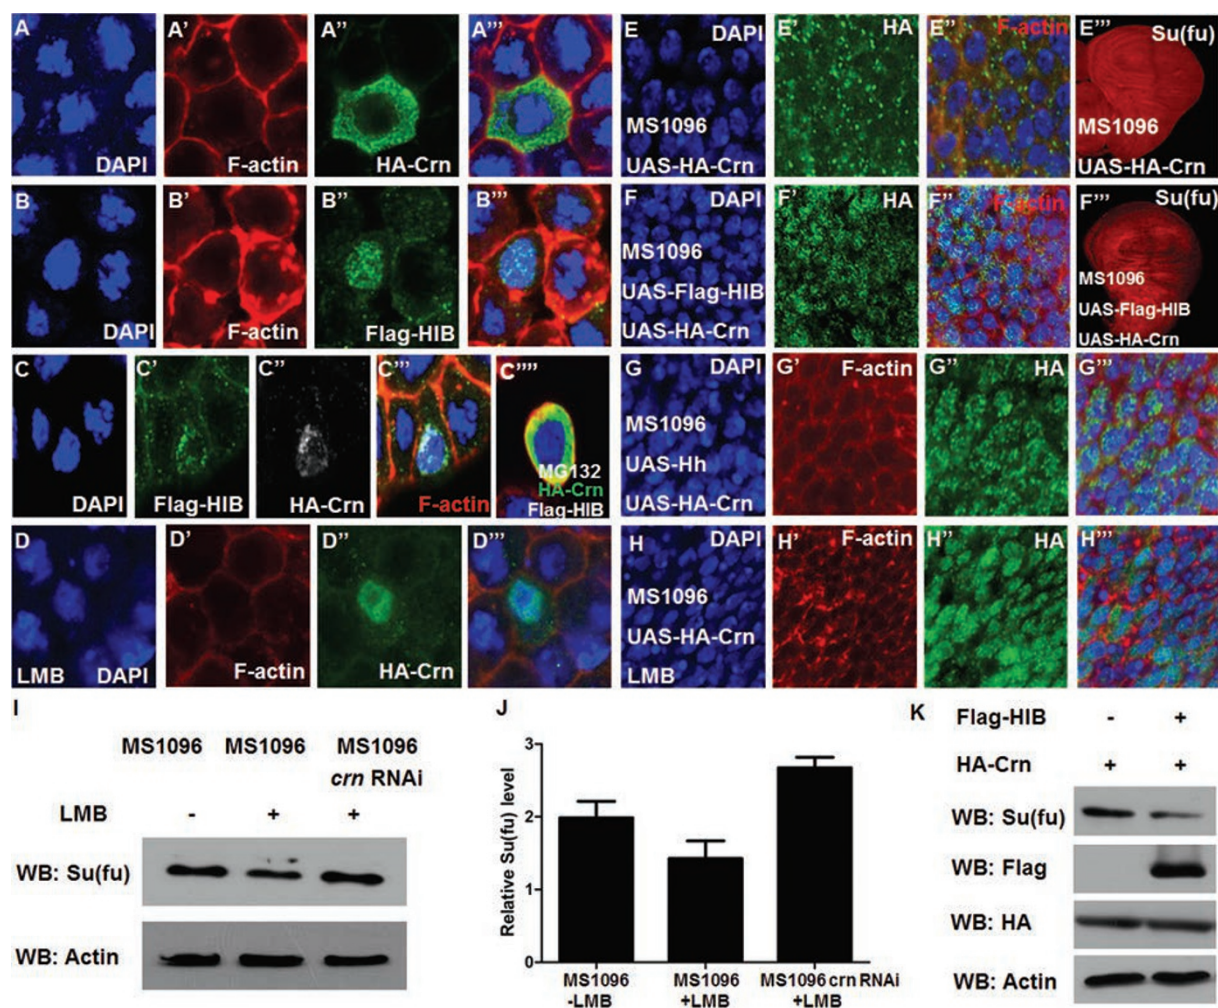 A DAPI
A' F-actin
A'' HA-Crn
A'''
E DAPI
MS1096
UAS-HA-Crn
E' HA
E'' F-actin
E''' Su(fu)
MS1096
UAS-HA-Crn
B DAPI
B' F-actin
B'' Flag-HIB
B'''
F DAPI
MS1096
UAS-Flag-HIB
UAS-HA-Crn
F' HA
F'' F-actin
F''' Su(fu)
MS1096
UAS-Flag-HIB
UAS-HA-Crn
C DAPI
C' Flag-HIB
C'' HA-Crn
C''' F-actin
C''''
MG132
HA-Crn
Flag-HIB
G DAPI
MS1096
UAS-Hh
UAS-HA-Crn
G' F-actin
G'' HA
G'''
D
LMB DAPI
D' F-actin
D'' HA-Crn
D'''
H DAPI
MS1096
UAS-HA-Crn
LMB
H' F-actin
H'' HA
H'''
I
MS1096 MS1096 MS1096
crn RNAi
LMB - + +
WB: Su(fu)
WB: Actin
J
Relative Su(fu) level
3
2
1
0
MS1096 MS1096 MS1096 crn RNAi
-LMB +LMB +LMB
K
Flag-HIB - +
HA-Crn + +
WB: Su(fu)
WB: Flag
WB: HA
WB: Actin